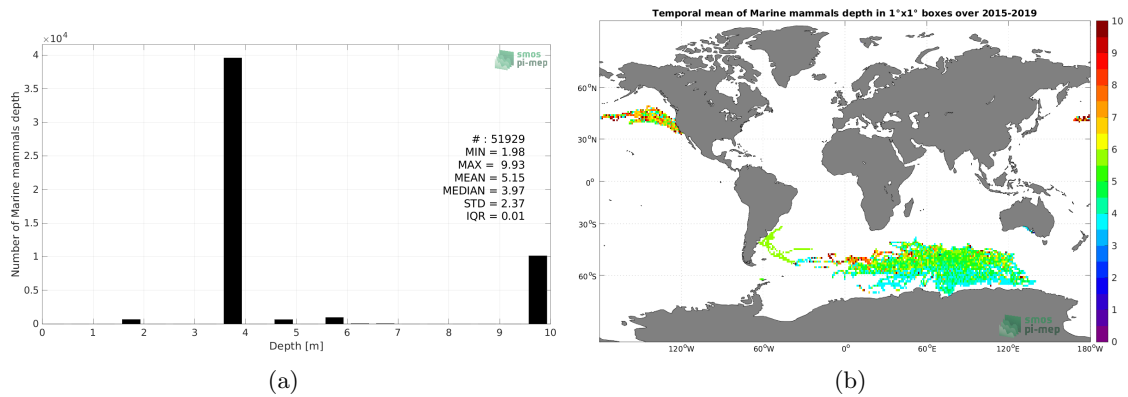 ×10⁴
4
3.5
3
2.5
2
1.5
1
0.5
0
Number of Marine mammals depth
smos
pi-mep
# : 51929
MIN = 1.98
MAX = 9.93
MEAN = 5.15
MEDIAN = 3.97
STD = 2.37
IQR = 0.01
0 1 2 3 4 5 6 7 8 9 10
Depth [m]
(a)
Temporal mean of Marine mammals depth in 1°x1° boxes over 2015-2019
60°N
30°N
0°
30°S
60°S
120°W 60°W 0° 60°E 120°E 180°W
smos
pi-mep
10
9
8
7
6
5
4
3
2
1
0
(b)